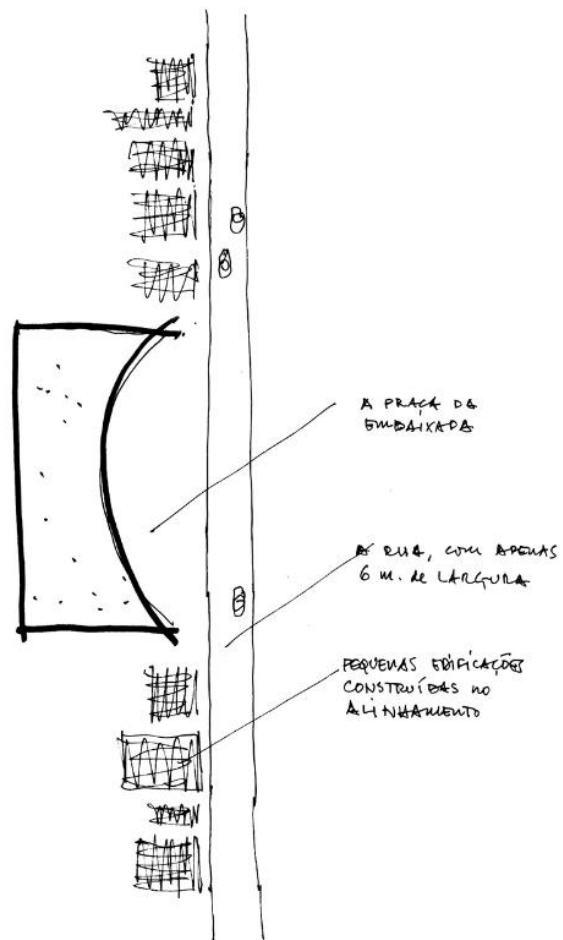 A PRAÇA DA
EMBAIXADA
A RUA, COM APENAS
6 m. de LARGURA
PEQUENAS EDIFICAÇÕES
CONSTRUÍDAS NO
ALINHAMENTO